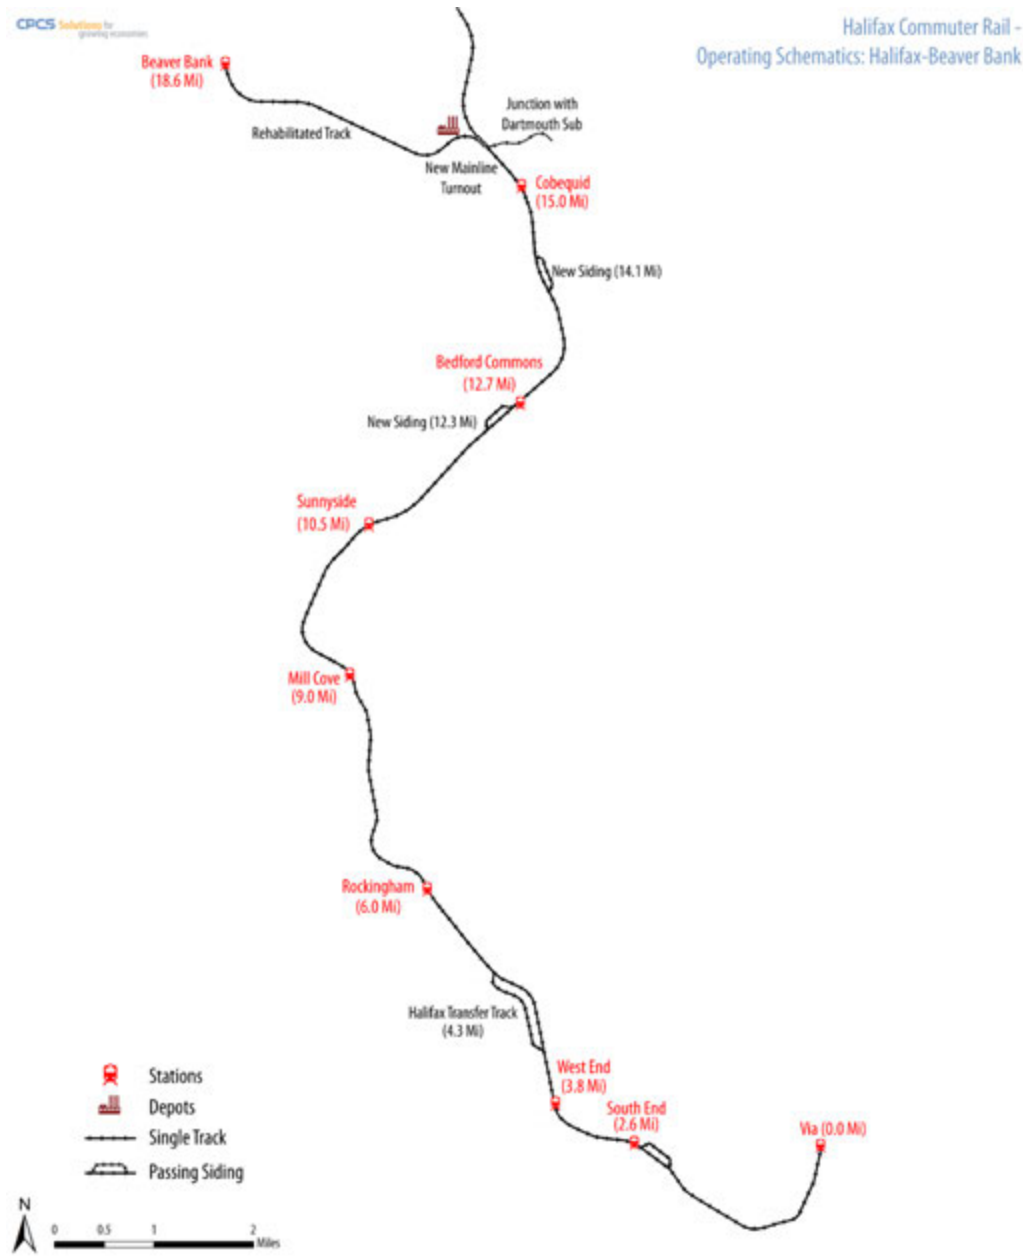 CPCS Solutions for
growing economies
Halifax Commuter Rail -
Operating Schematics: Halifax-Beaver Bank
Beaver Bank
(18.6 Mi)
Rehabilitated Track
Junction with
Dartmouth Sub
New Mainline
Turnout
Cobequid
(15.0 Mi)
New Siding (14.1 Mi)
Bedford Commons
(12.7 Mi)
New Siding (12.3 Mi)
Sunnyside
(10.5 Mi)
Mill Cove
(9.0 Mi)
Rockingham
(6.0 Mi)
Halifax Transfer Track
(4.3 Mi)
West End
(3.8 Mi)
South End
(2.6 Mi)
Via (0.0 Mi)
Stations
Depots
Single Track
Passing Siding
N
0 0.5 1 2
Miles